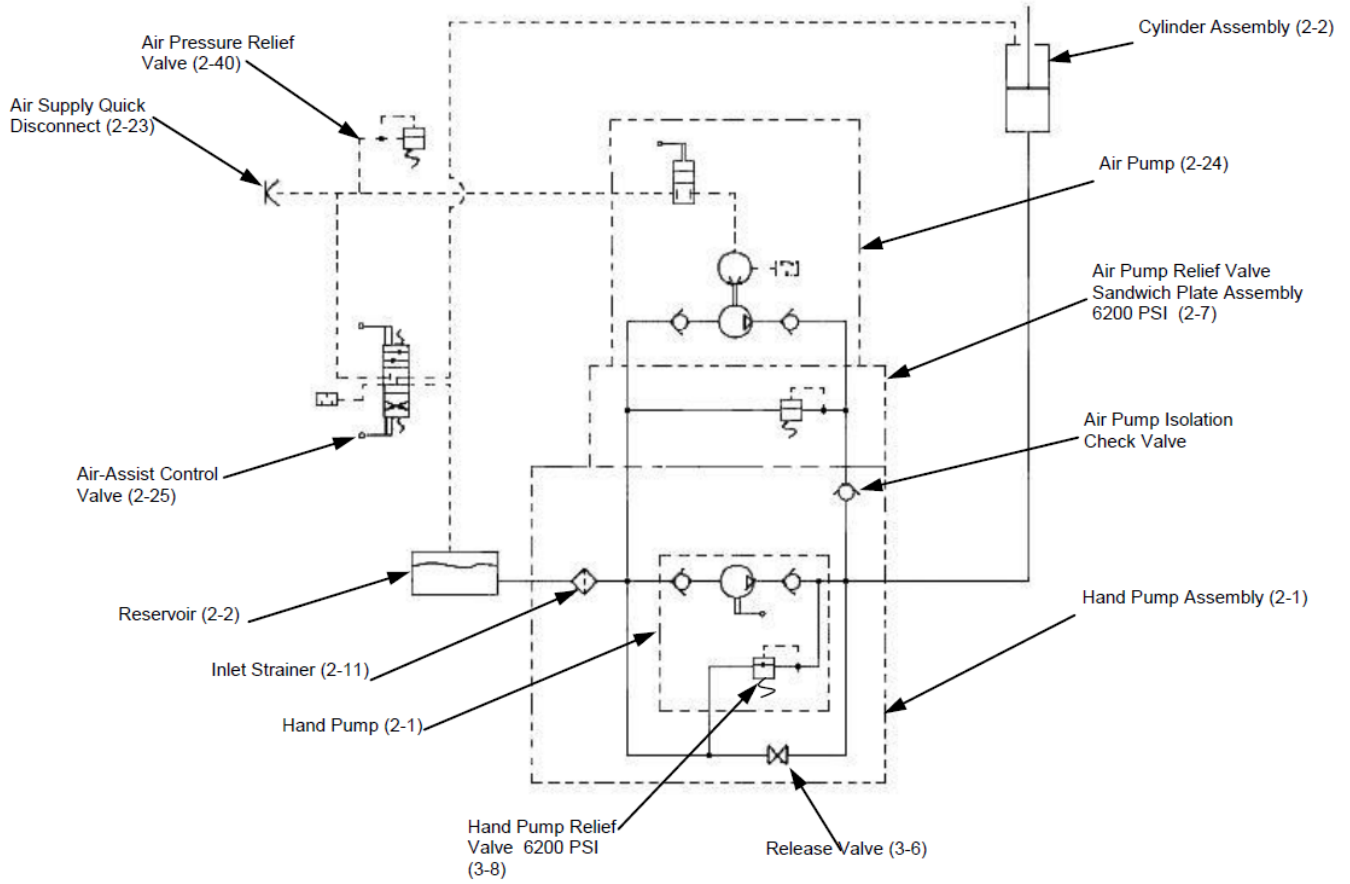 Air Pressure Relief
Valve (2-40)
Cylinder Assembly (2-2)
Air Supply Quick
Disconnect (2-23)
Air Pump (2-24)
Air Pump Relief Valve
Sandwich Plate Assembly
6200 PSI (2-7)
Air Pump Isolation
Check Valve
Air-Assist Control
Valve (2-25)
Reservoir (2-2)
Hand Pump Assembly (2-1)
Inlet Strainer (2-11)
Hand Pump (2-1)
Hand Pump Relief
Valve 6200 PSI
(3-8)
Release Valve (3-6)